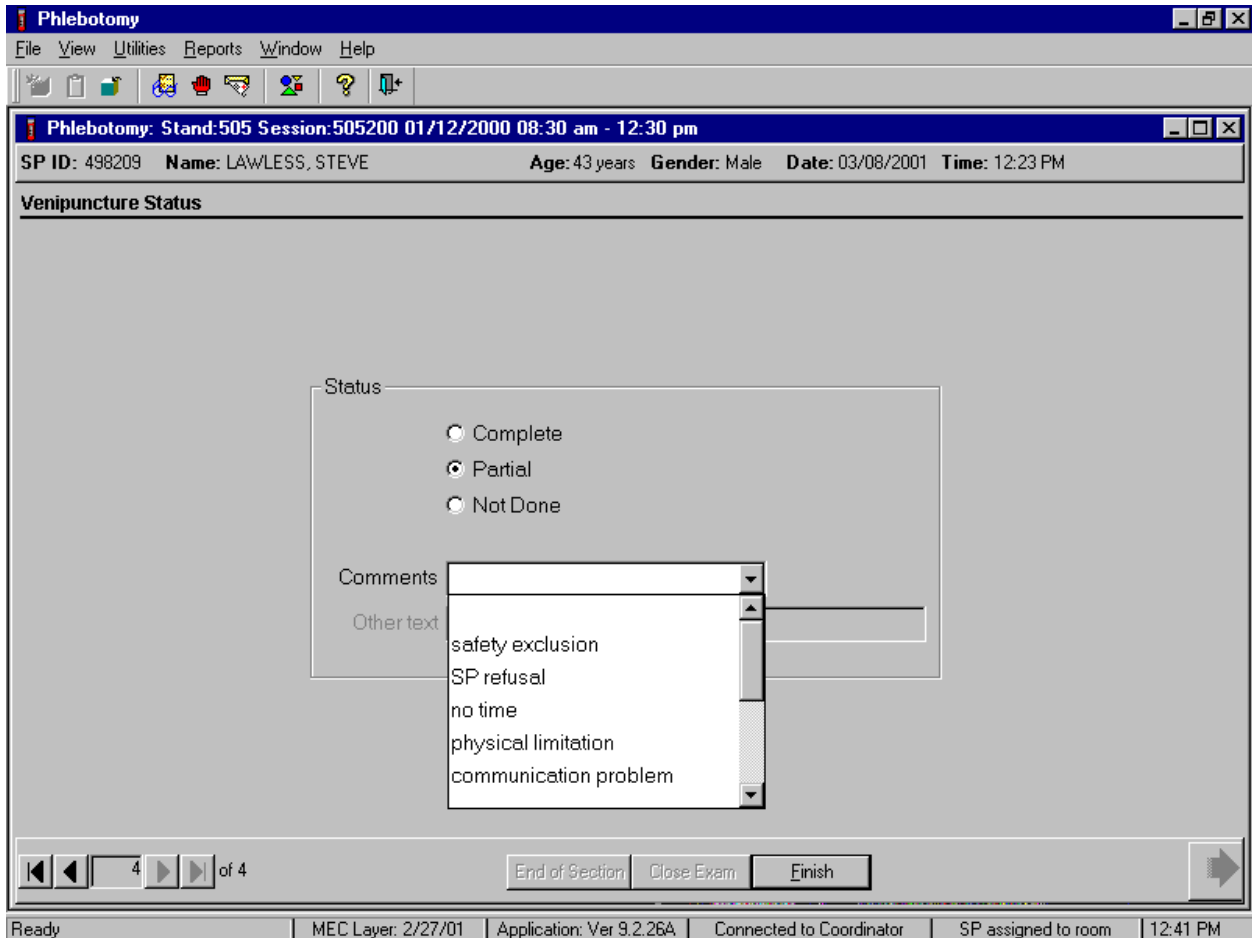 Phlebotomy
File View Utilities Reports Window Help
Phlebotomy: Stand:505 Session:505200 01/12/2000 08:30 am - 12:30 pm
SP ID: 498209 Name: LAWLESS, STEVE Age: 43 years Gender: Male Date: 03/08/2001 Time: 12:23 PM
Venipuncture Status
Status
Complete
Partial
Not Done
Comments
Other text
safety exclusion
SP refusal
no time
physical limitation
communication problem
4 of 4 End of Section Close Exam Finish
Ready MEC Layer: 2/27/01 Application: Ver 9.2.26A Connected to Coordinator SP assigned to room 12:41 PM